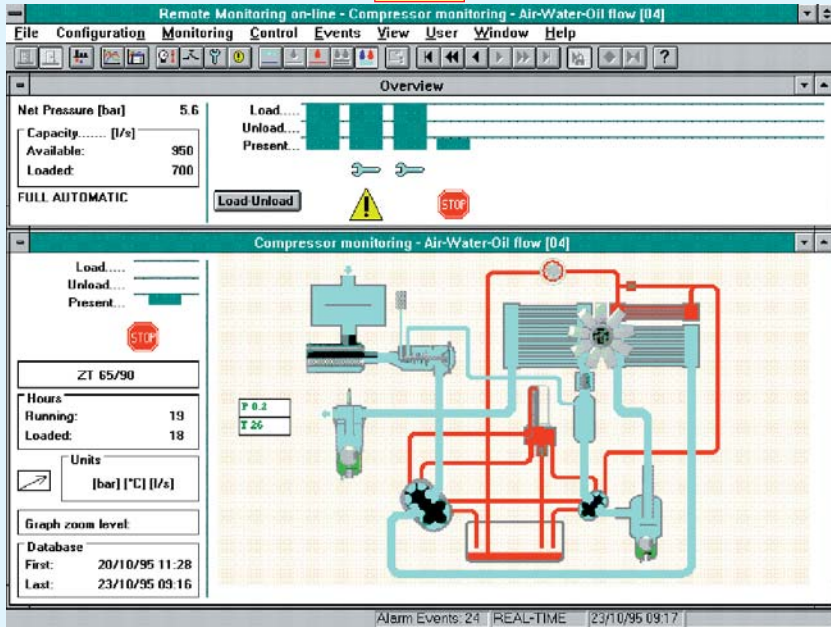 Remote Monitoring on-line - Compressor monitoring - Air-Water-Oil flow [04]
File Configuration Monitoring Control Events View User Window Help
?
Overview
Net Pressure [bar] 5.6
Capacity....... [l/s]
Available: 950
Loaded: 700
FULL AUTOMATIC
Load.....
Unload....
Present...
Load-Unload
STOP
Compressor monitoring - Air-Water-Oil flow [04]
Load.....
Unload....
Present...
STOP
ZT 65/90
Hours
Running: 19
Loaded: 18
Units
[bar] [°C] [l/s]
Graph zoom level:
Database
First: 20/10/95 11:28
Last: 23/10/95 09:16
P 0.2
T 26
Alarm Events: 24 REAL-TIME 23/10/95 09:17